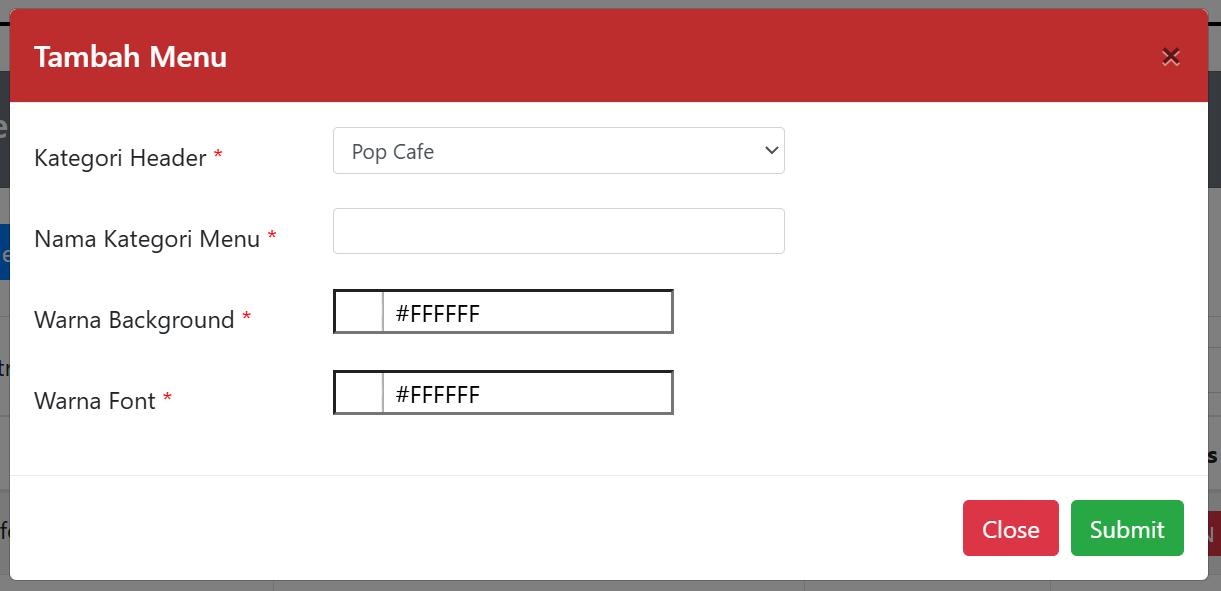 Tambah Menu ×
Kategori Header * Pop Cafe
Nama Kategori Menu *
Warna Background * #FFFFFF
Warna Font * #FFFFFF
Close Submit